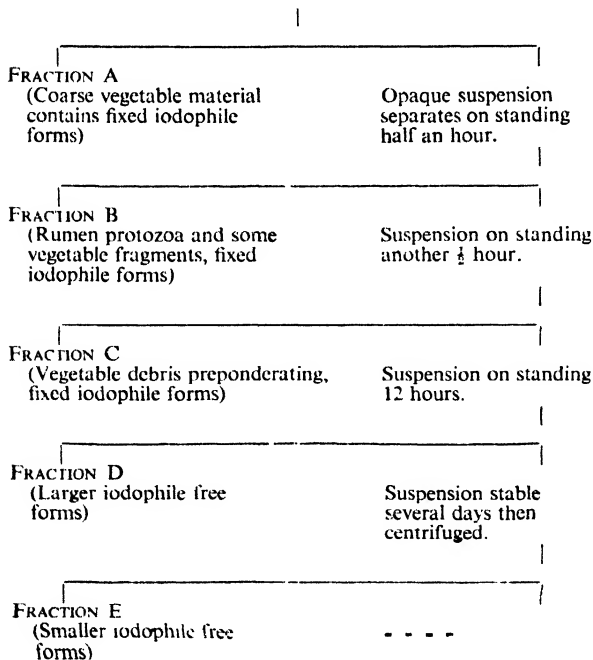 FRACTION A
(Coarse vegetable material
contains fixed iodophile
forms)
Opaque suspension
separates on standing
half an hour.
FRACTION B
(Rumen protozoa and some
vegetable fragments, fixed
iodophile forms)
Suspension on standing
another ½ hour.
FRACTION C
(Vegetable debris preponderating,
fixed iodophile forms)
Suspension on standing
12 hours.
FRACTION D
(Larger iodophile free
forms)
Suspension stable
several days then
centrifuged.
FRACTION E
(Smaller iodophile free
forms)
- - - -